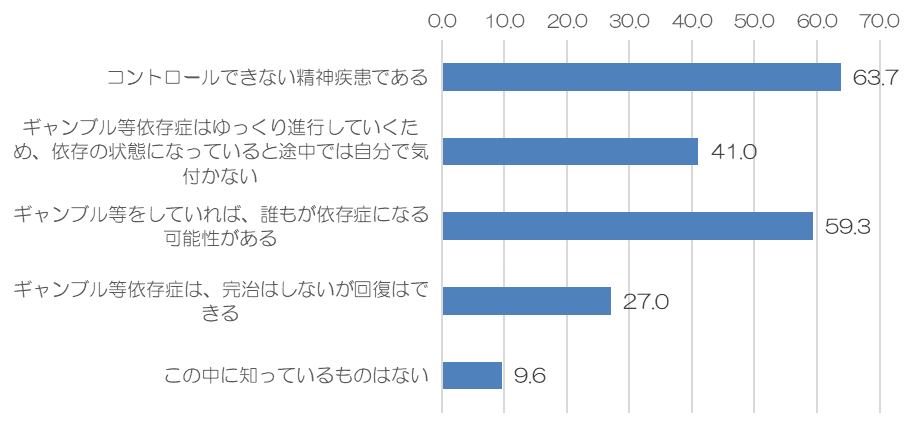 0.0 10.0 20.0 30.0 40.0 50.0 60.0 70.0
コントロールできない精神疾患である 63.7
ギャンブル等依存症はゆっくり進行していくた
め、依存の状態になっていると途中では自分で気 41.0
付かない
ギャンブル等をしていれば、誰もが依存症になる 59.3
可能性がある
ギャンブル等依存症は、完治はしないが回復はで 27.0
きる
この中に知っているものはない 9.6